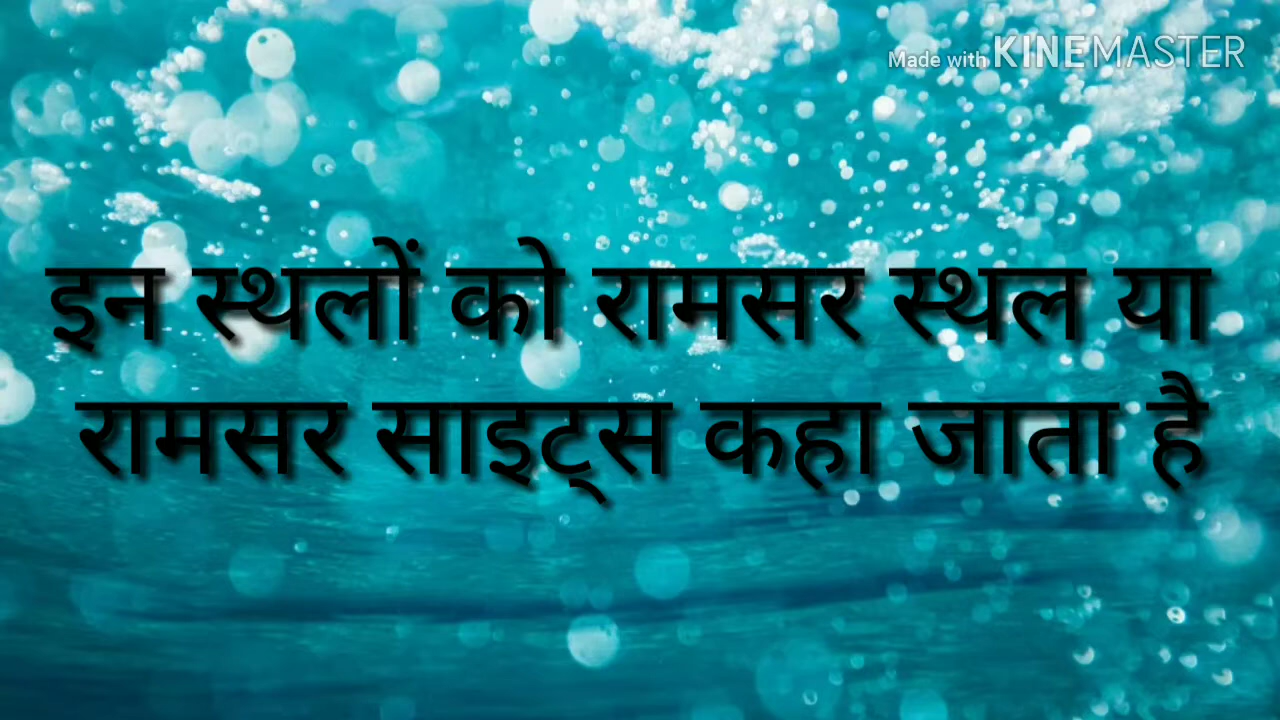 Made with KINEMASTER
इन स्थलों को रामसर स्थल या
रामसर साइट्स कहा जाता है